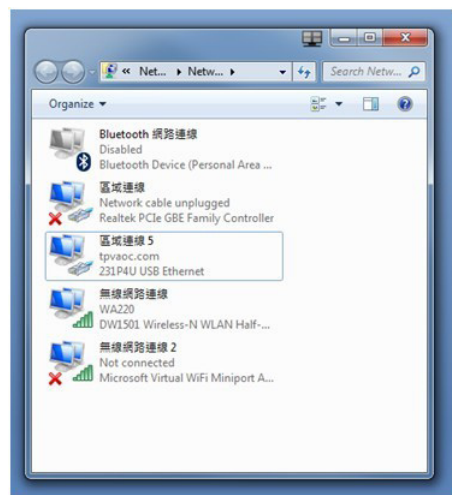 « Net... ▸ Netw... ▸
Search Netw...
Organize
Bluetooth 網路連線
Disabled
Bluetooth Device (Personal Area ...
區域連線
Network cable unplugged
Realtek PCIe GBE Family Controller
區域連線 5
tpvaoc.com
231P4U USB Ethernet
無線網路連線
WA220
DW1501 Wireless-N WLAN Half-...
無線網路連線 2
Not connected
Microsoft Virtual WiFi Miniport A...